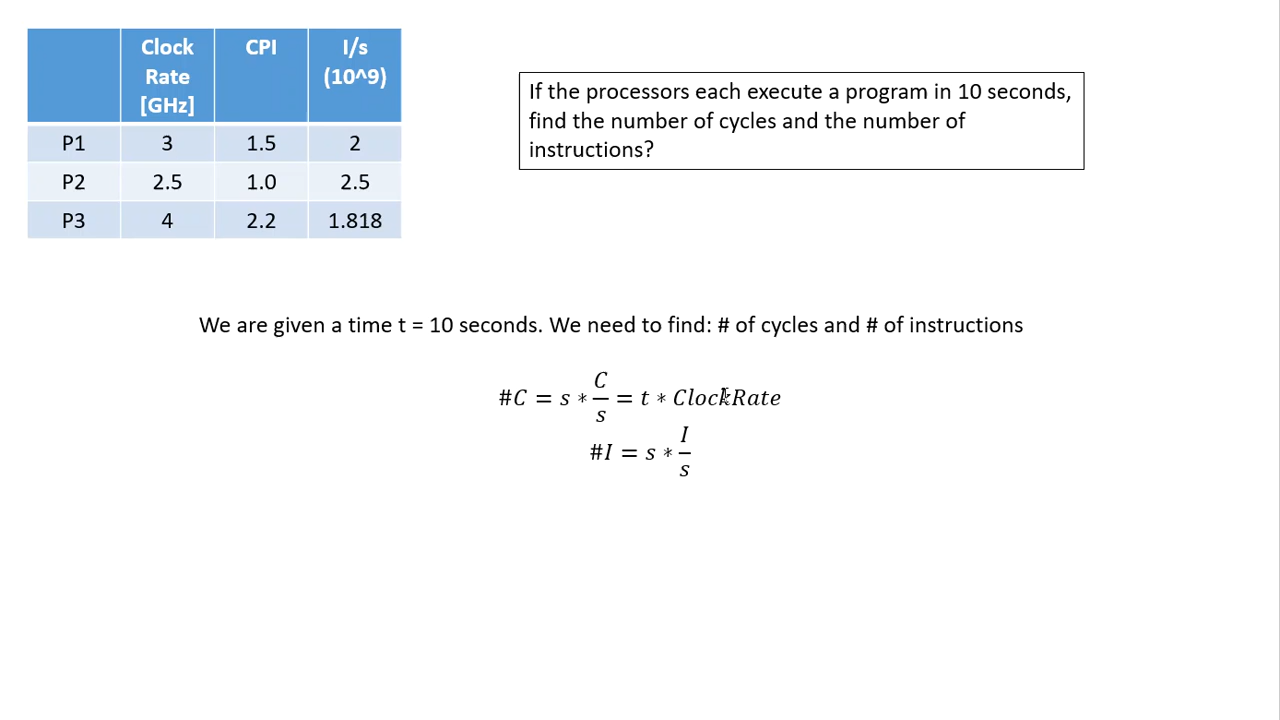 Clock Rate [GHz] CPI I/s (10^9)
P1 3 1.5 2
P2 2.5 1.0 2.5
P3 4 2.2 1.818
If the processors each execute a program in 10 seconds,
find the number of cycles and the number of
instructions?
We are given a time t = 10 seconds. We need to find: # of cycles and # of instructions
#C = s * C/s = t * ClockRate
#I = s * I/s